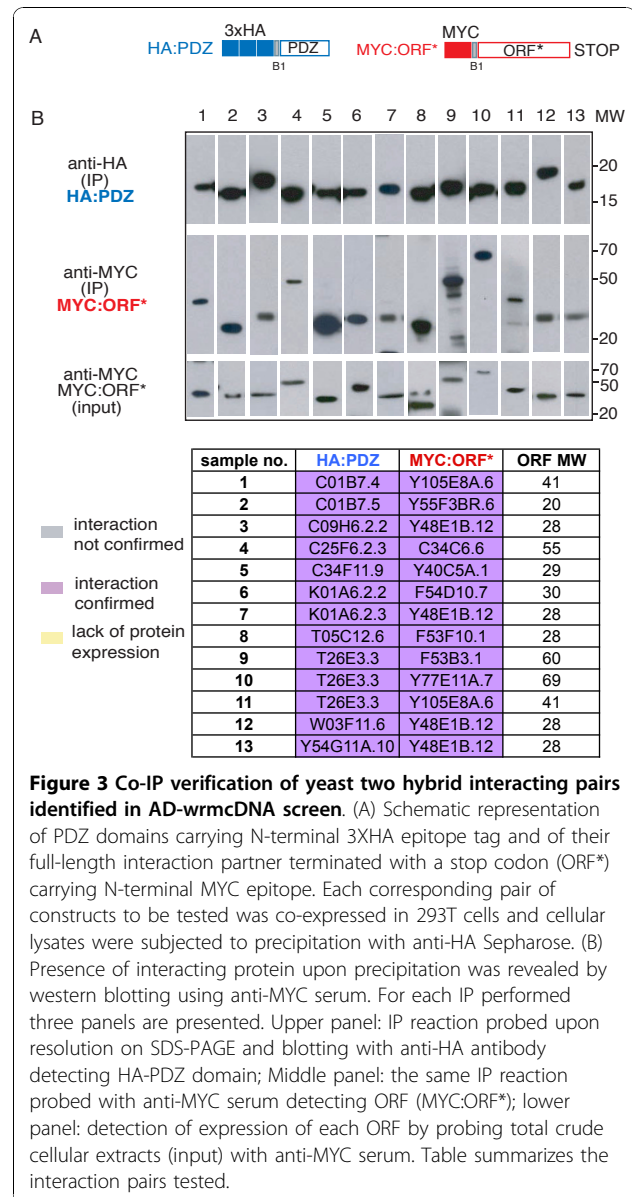 A
HA:PDZ 3xHA PDZ B1
MYC:ORF* MYC ORF* STOP B1
B
1 2 3 4 5 6 7 8 9 10 11 12 13 MW
anti-HA
(IP)
HA:PDZ
20
15
anti-MYC
(IP)
MYC:ORF*
70
50
20
anti-MYC
MYC:ORF*
(input)
70
50
20
interaction
not confirmed
interaction
confirmed
lack of protein
expression
sample no. HA:PDZ MYC:ORF* ORF MW
1 C01B7.4 Y105E8A.6 41
2 C01B7.5 Y55F3BR.6 20
3 C09H6.2.2 Y48E1B.12 28
4 C25F6.2.3 C34C6.6 55
5 C34F11.9 Y40C5A.1 29
6 K01A6.2.2 F54D10.7 30
7 K01A6.2.3 Y48E1B.12 28
8 T05C12.6 F53F10.1 28
9 T26E3.3 F53B3.1 60
10 T26E3.3 Y77E11A.7 69
11 T26E3.3 Y105E8A.6 41
12 W03F11.6 Y48E1B.12 28
13 Y54G11A.10 Y48E1B.12 28
Figure 3 Co-IP verification of yeast two hybrid interacting pairs
identified in AD-wrmcDNA screen. (A) Schematic representation
of PDZ domains carrying N-terminal 3XHA epitope tag and of their
full-length interaction partner terminated with a stop codon (ORF*)
carrying N-terminal MYC epitope. Each corresponding pair of
constructs to be tested was co-expressed in 293T cells and cellular
lysates were subjected to precipitation with anti-HA Sepharose. (B)
Presence of interacting protein upon precipitation was revealed by
western blotting using anti-MYC serum. For each IP performed
three panels are presented. Upper panel: IP reaction probed upon
resolution on SDS-PAGE and blotting with anti-HA antibody
detecting HA-PDZ domain; Middle panel: the same IP reaction
probed with anti-MYC serum detecting ORF (MYC:ORF*); lower
panel: detection of expression of each ORF by probing total crude
cellular extracts (input) with anti-MYC serum. Table summarizes the
interaction pairs tested.